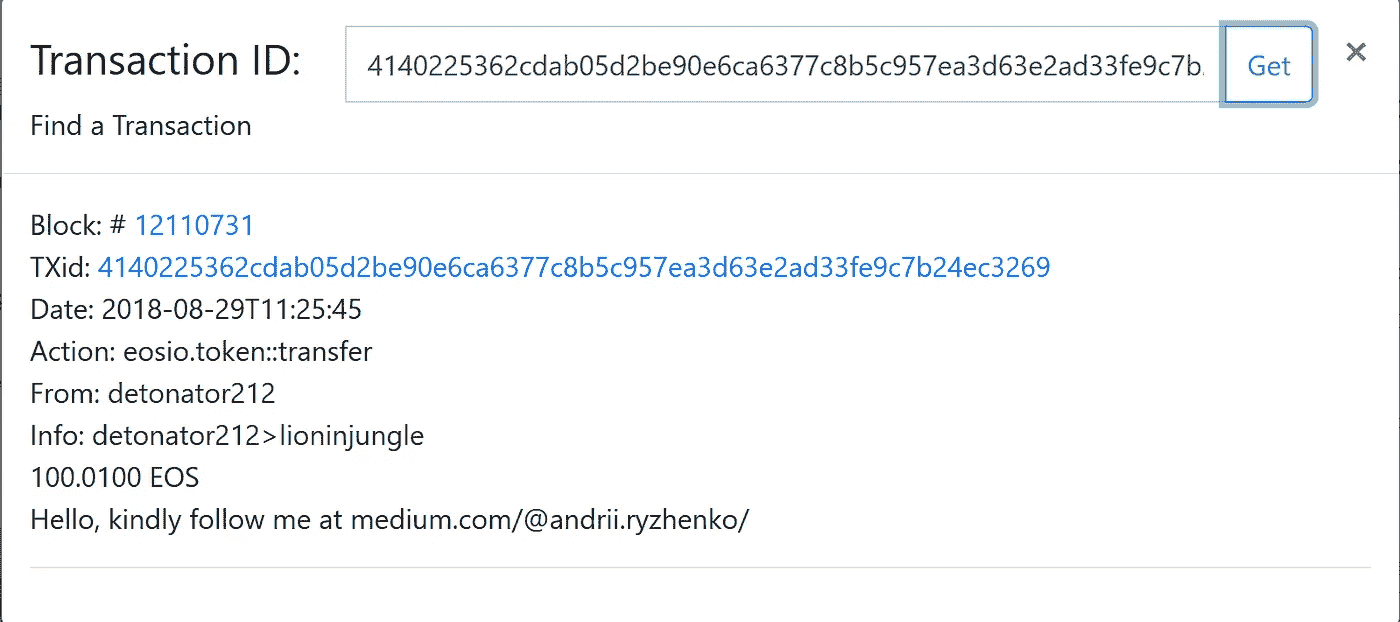 Transaction ID: 4140225362cdab05d2be90e6ca6377c8b5c957ea3d63e2ad33fe9c7b. Get ×
Find a Transaction
Block: # 12110731
TXid: 4140225362cdab05d2be90e6ca6377c8b5c957ea3d63e2ad33fe9c7b24ec3269
Date: 2018-08-29T11:25:45
Action: eosio.token::transfer
From: detonator212
Info: detonator212>lioninjungle
100.0100 EOS
Hello, kindly follow me at medium.com/@andrii.ryzhenko/